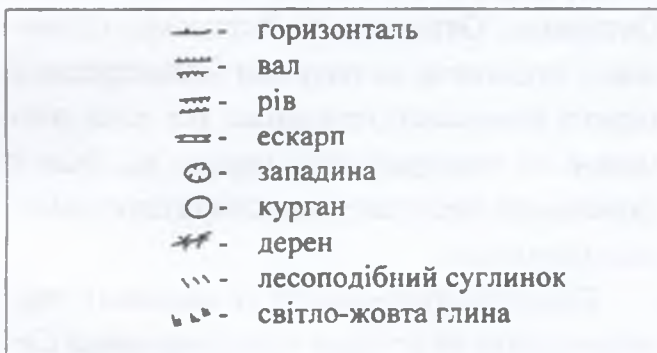 - горизонталь
- вал
- рів
- ескарп
- западина
- курган
- дерен
- лесоподібний суглинок
- світло-жовта глина